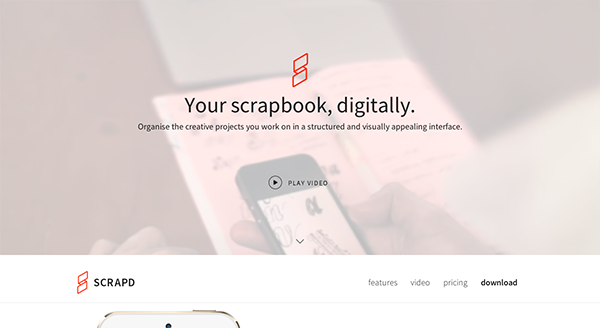 Your scrapbook, digitally.
Organise the creative projects you work on in a structured and visually appealing interface.
PLAY VIDEO
SCRAPD
features video pricing download